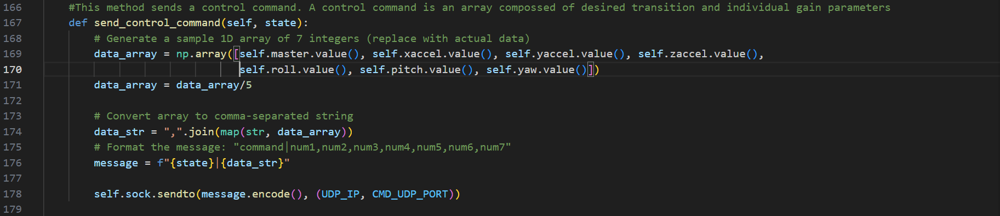 166 #This method sends a control command. A control command is an array compossed of desired transition and individual gain parameters
167 def send_control_command(self, state):
168 # Generate a sample 1D array of 7 integers (replace with actual data)
169 data_array = np.array([self.master.value(), self.xaccel.value(), self.yaccel.value(), self.zaccel.value(),
170 self.roll.value(), self.pitch.value(), self.yaw.value()])
171 data_array = data_array/5
172
173 # Convert array to comma-separated string
174 data_str = ",".join(map(str, data_array))
175 # Format the message: "command|num1,num2,num3,num4,num5,num6,num7"
176 message = f"{state}|{data_str}"
177
178 self.sock.sendto(message.encode(), (UDP_IP, CMD_UDP_PORT))
179